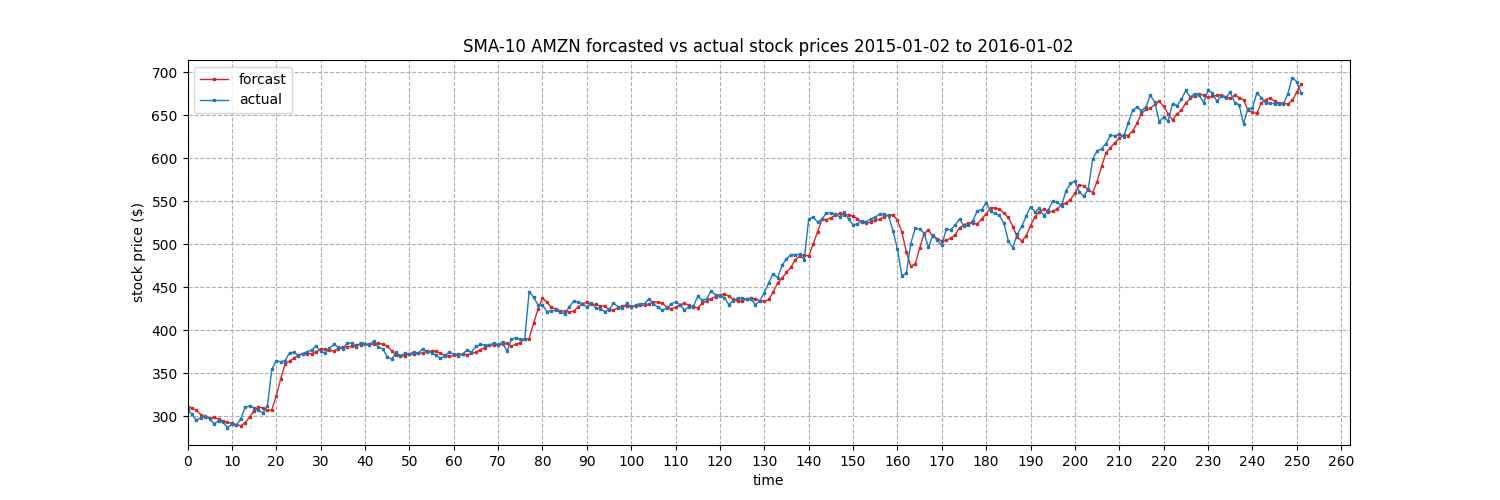 SMA-10 AMZN forcasted vs actual stock prices 2015-01-02 to 2016-01-02
forcast
actual
stock price ($)
700
650
600
550
500
450
400
350
300
0 10 20 30 40 50 60 70 80 90 100 110 120 130 140 150 160 170 180 190 200 210 220 230 240 250 260
time